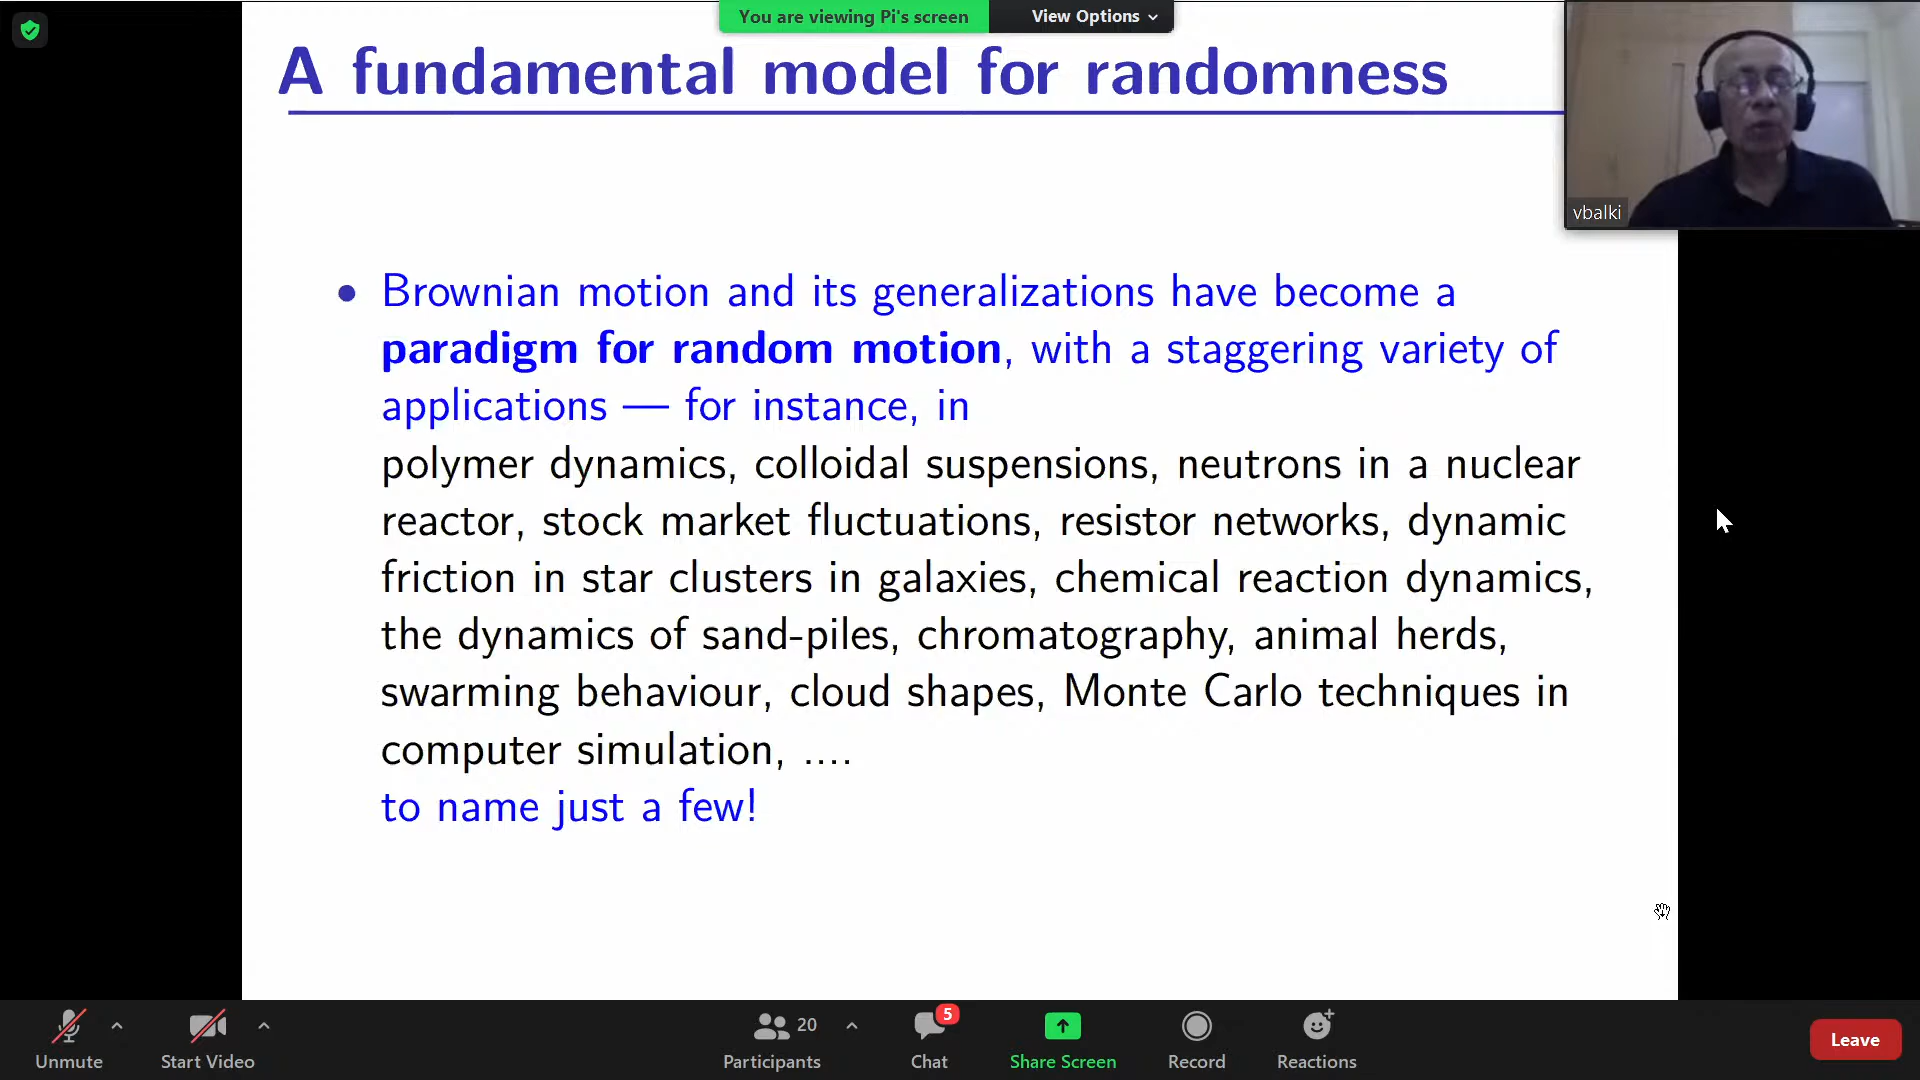 You are viewing Pi's screen
View Options
A fundamental model for randomness
vbalki
• Brownian motion and its generalizations have become a
paradigm for random motion, with a staggering variety of
applications — for instance, in
polymer dynamics, colloidal suspensions, neutrons in a nuclear
reactor, stock market fluctuations, resistor networks, dynamic
friction in star clusters in galaxies, chemical reaction dynamics,
the dynamics of sand-piles, chromatography, animal herds,
swarming behaviour, cloud shapes, Monte Carlo techniques in
computer simulation, ....
to name just a few!
20
5
Unmute
Start Video
Participants
Chat
Share Screen
Record
Reactions
Leave